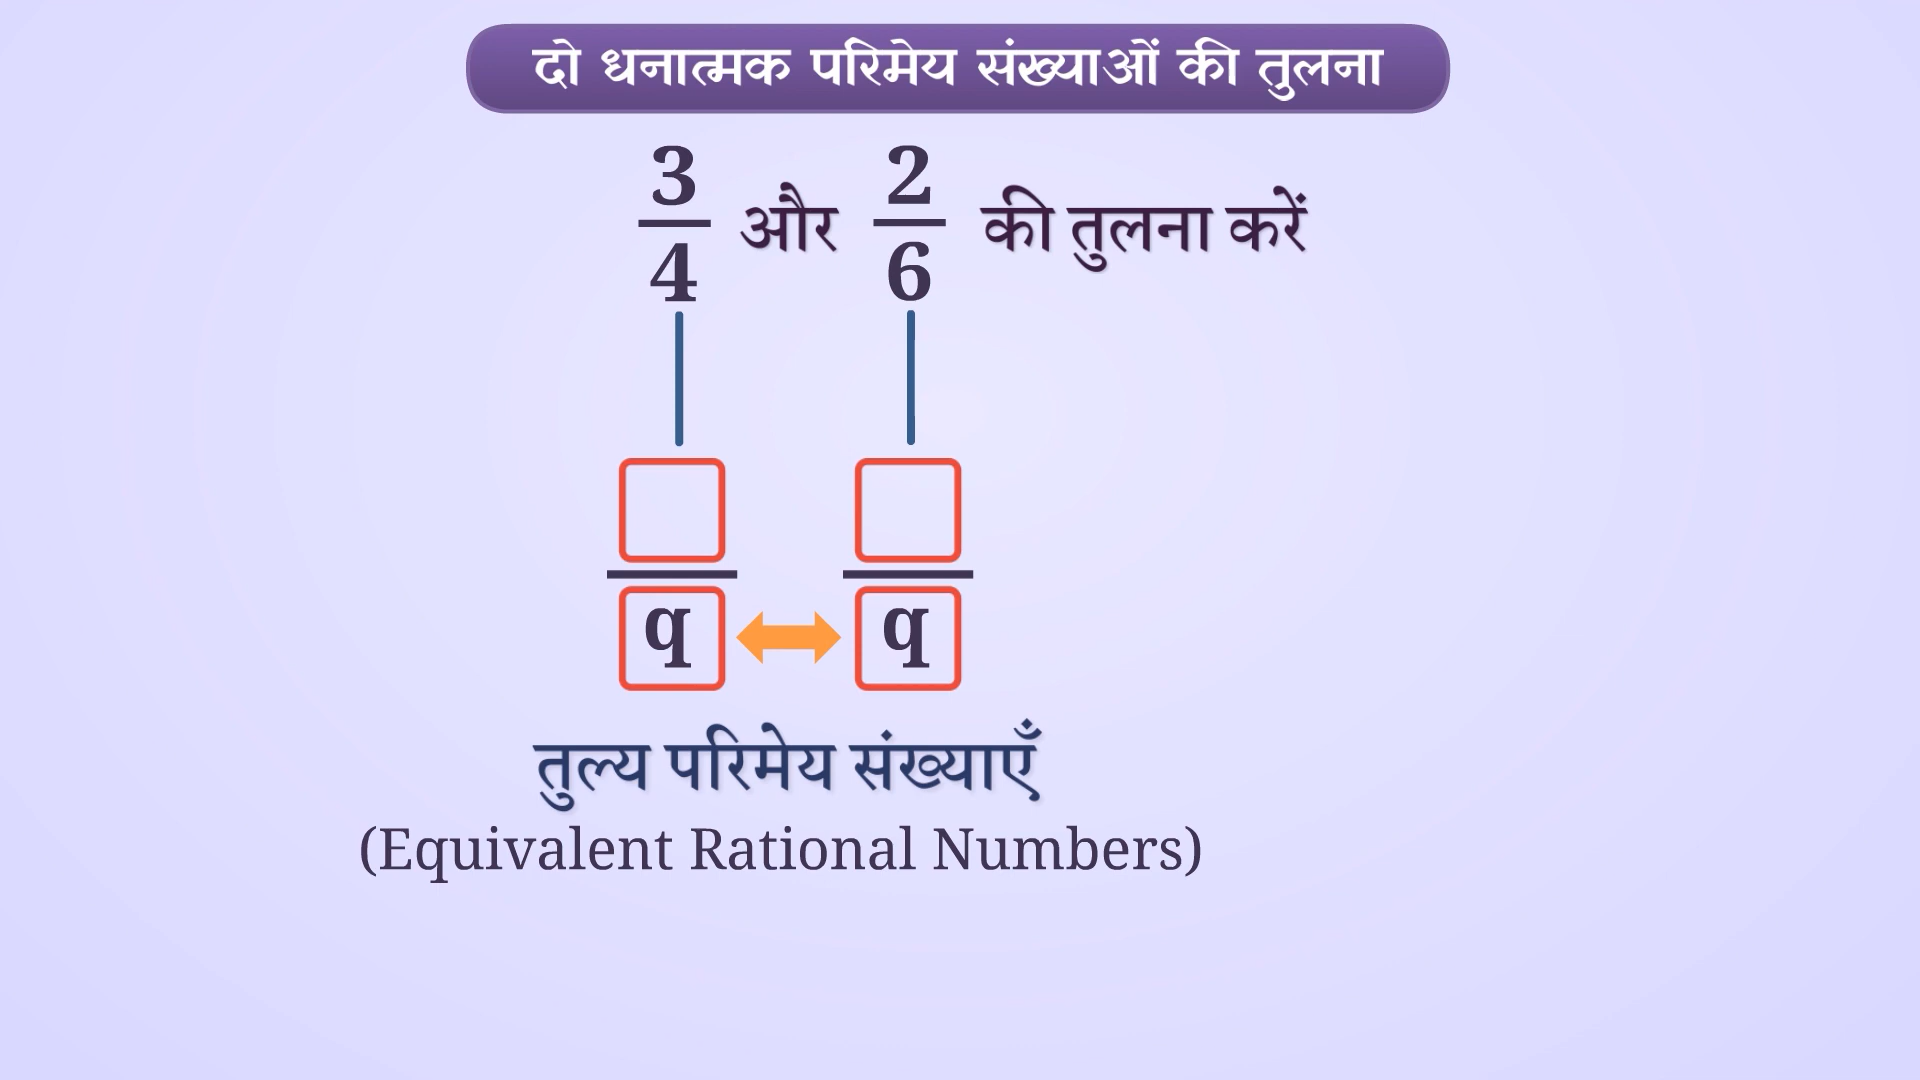 दो धनात्मक परिमेय संख्याओं की तुलना
3/4 और 2/6 की तुलना करें
q q
तुल्य परिमेय संख्याएँ
(Equivalent Rational Numbers)